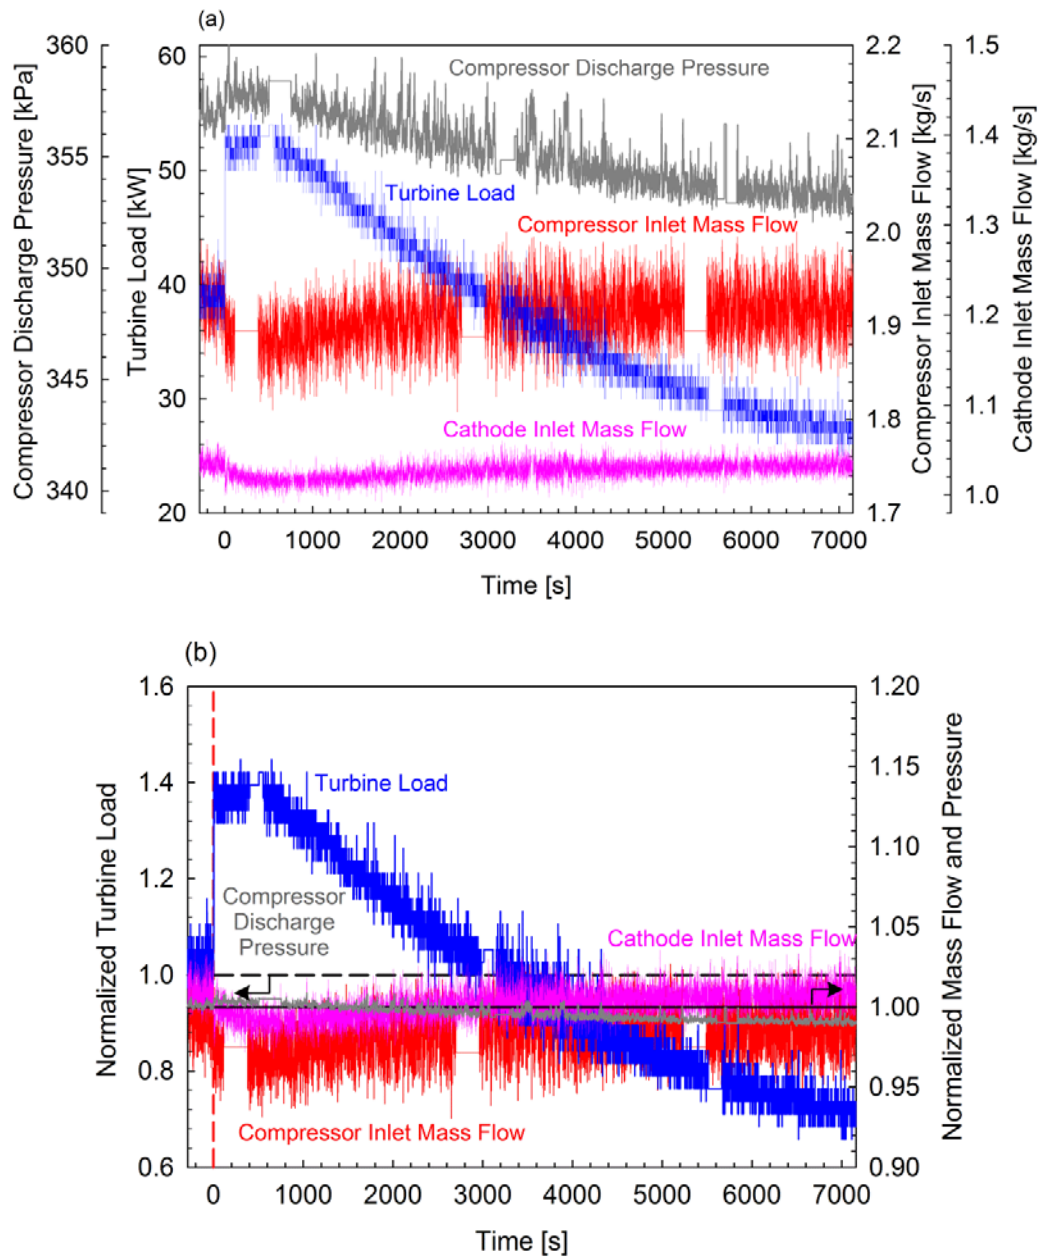 (a)
360
355
350
345
340
Compressor Discharge Pressure [kPa]
60
50
40
30
20
Turbine Load [kW]
Compressor Discharge Pressure
Turbine Load
Compressor Inlet Mass Flow
Cathode Inlet Mass Flow
2.2
2.1
2.0
1.9
1.8
1.7
Compressor Inlet Mass Flow [kg/s]
1.5
1.4
1.3
1.2
1.1
1.0
Cathode Inlet Mass Flow [kg/s]
0 1000 2000 3000 4000 5000 6000 7000
Time [s]
(b)
1.6
1.4
1.2
1.0
0.8
0.6
Normalized Turbine Load
Turbine Load
Compressor
Discharge
Pressure
Cathode Inlet Mass Flow
Compressor Inlet Mass Flow
1.20
1.15
1.10
1.05
1.00
0.95
0.90
Normalized Mass Flow and Pressure
0 1000 2000 3000 4000 5000 6000 7000
Time [s]